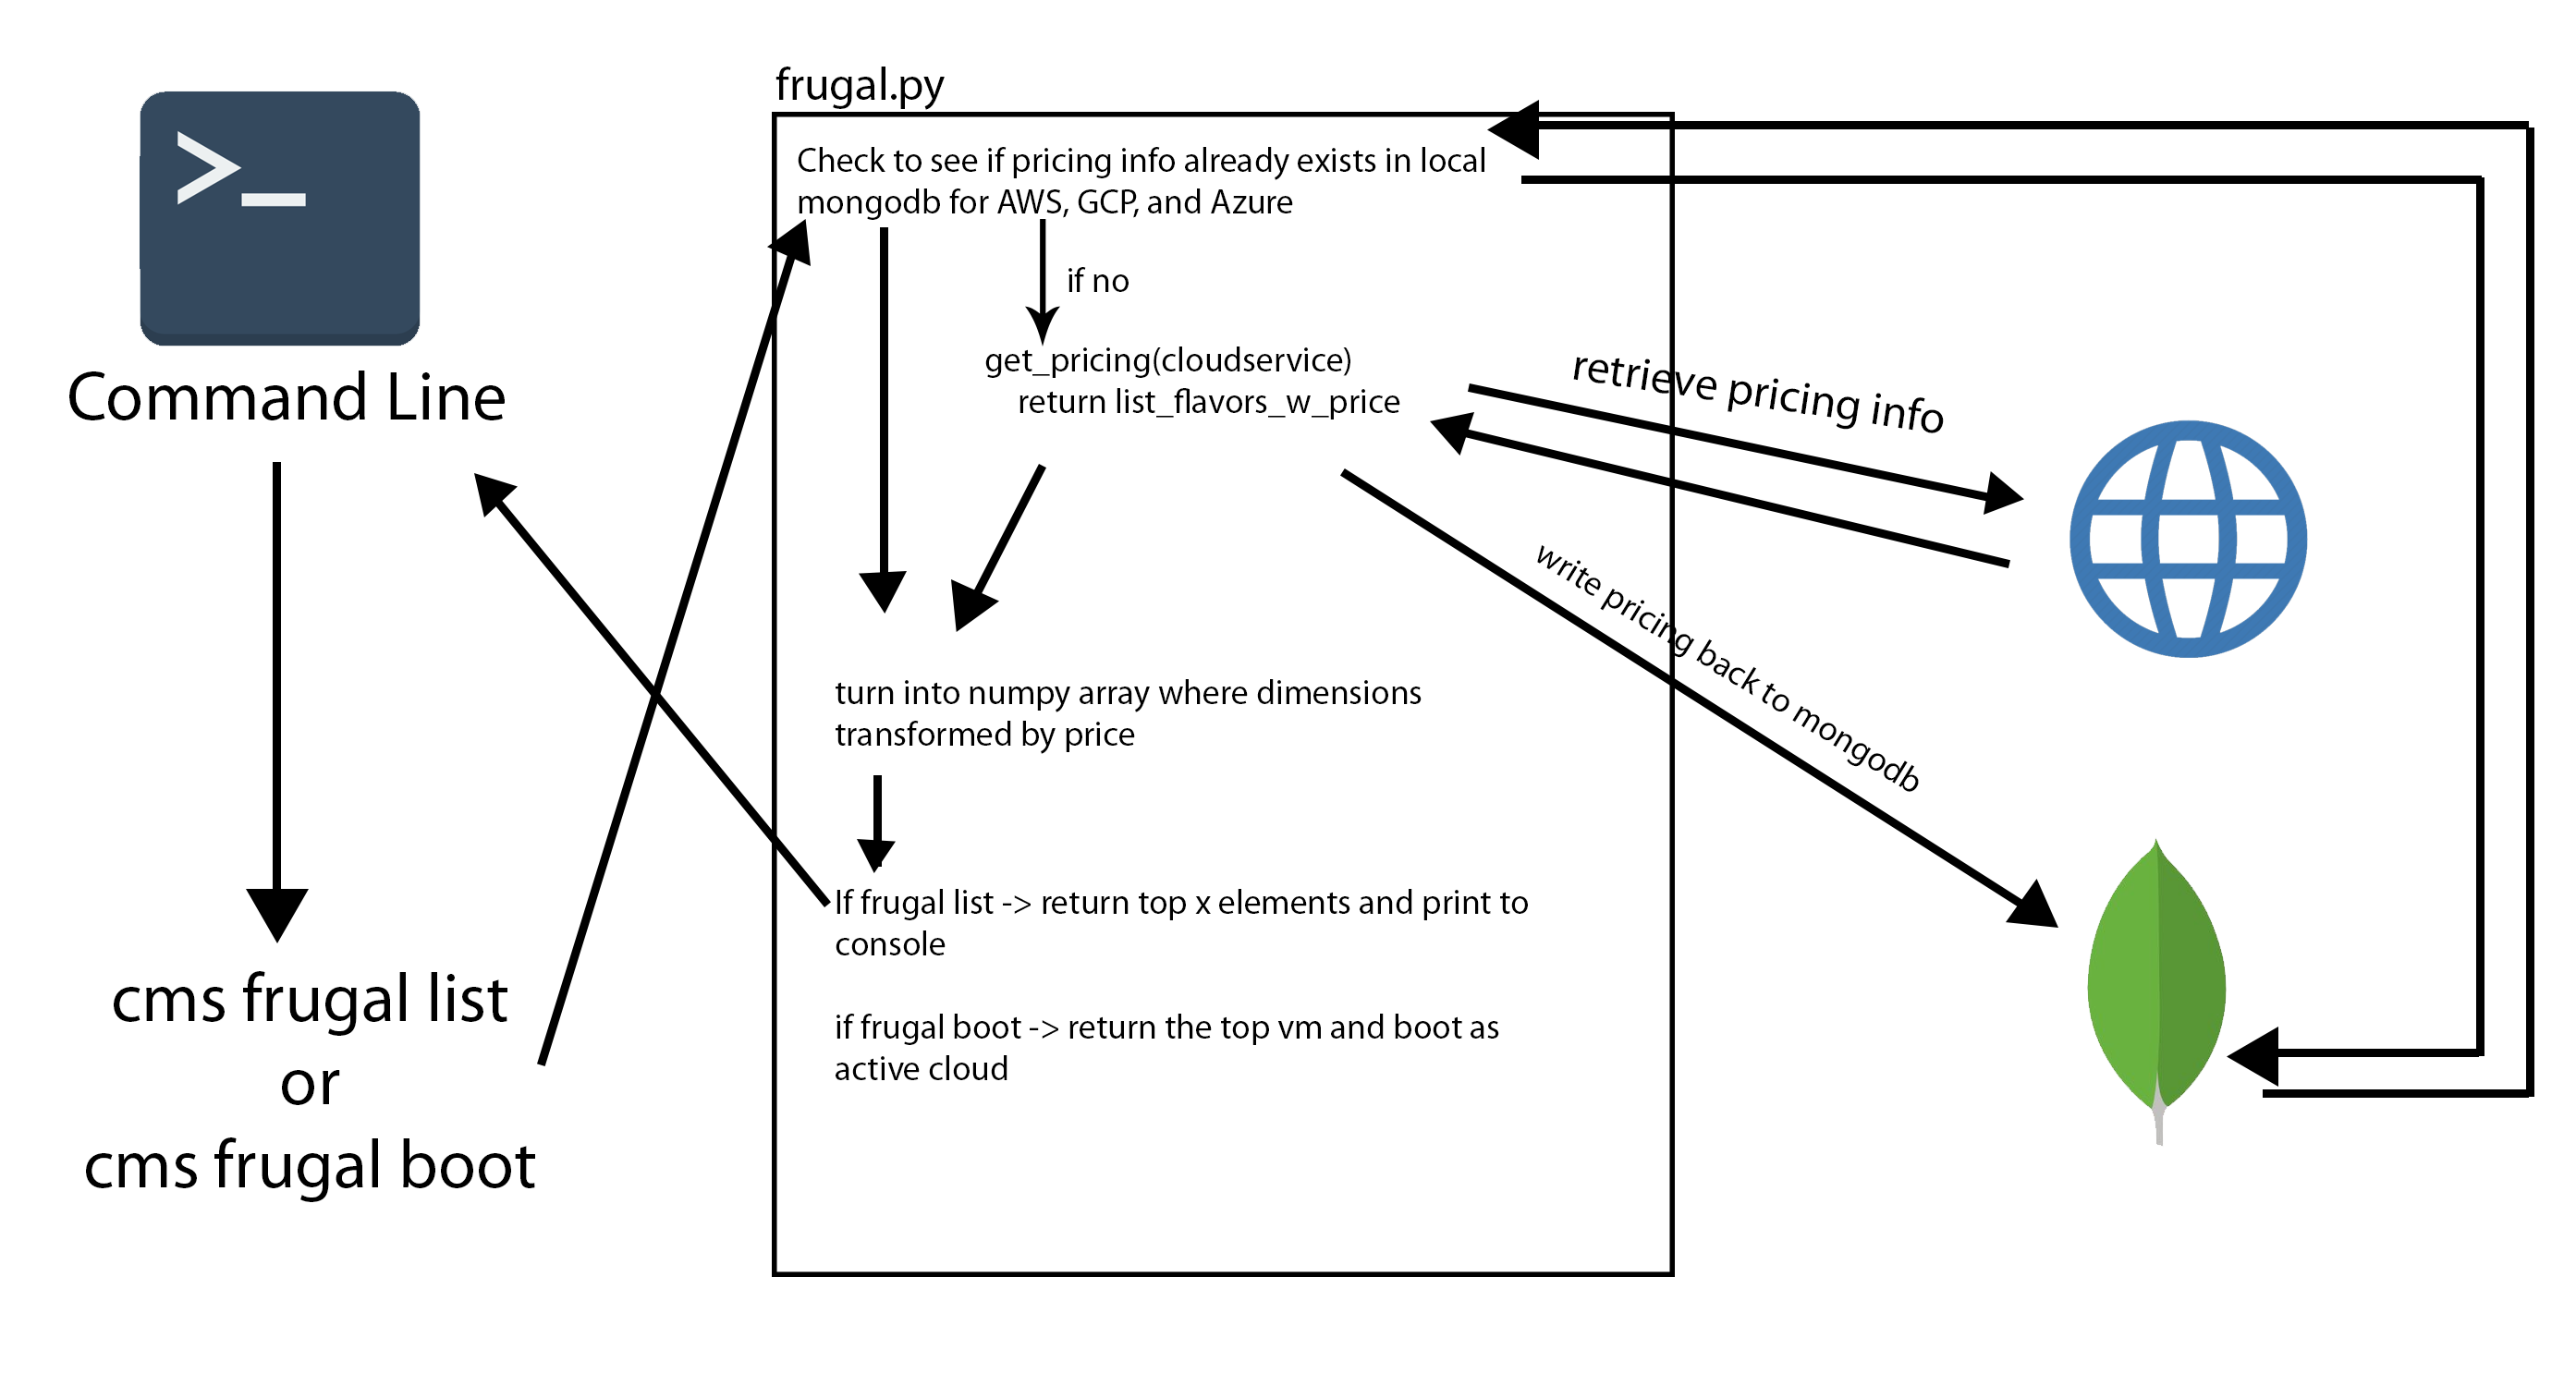 frugal.py
>_
Check to see if pricing info already exists in local
mongodb for AWS, GCP, and Azure
if no
get_pricing(cloudservice)
return list_flavors_w_price
retrieve pricing info
Command Line
write pricing back to mongodb
turn into numpy array where dimensions
transformed by price
If frugal list -> return top x elements and print to
console
if frugal boot -> return the top vm and boot as
active cloud
cms frugal list
or
cms frugal boot